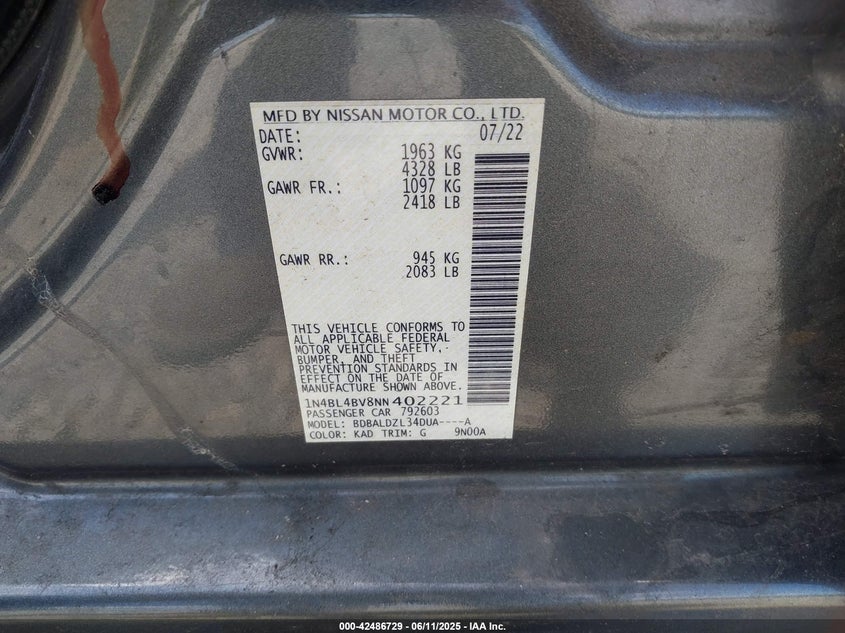 MFD BY NISSAN MOTOR CO., LTD.
DATE: 07/22
GVWR: 1963 KG
4328 LB
GAWR FR.: 1097 KG
2418 LB
GAWR RR.: 945 KG
2083 LB
THIS VEHICLE CONFORMS TO
ALL APPLICABLE FEDERAL
MOTOR VEHICLE SAFETY,
BUMPER, AND THEFT
PREVENTION STANDARDS IN
EFFECT ON THE DATE OF
MANUFACTURE SHOWN ABOVE.
1N4BL4BV8NN402221
PASSENGER CAR 792603
MODEL: BDBALDZL34DUA----A
COLOR: KAD TRIM: G 9N00A
000-42486729 - 06/11/2025 - IAA Inc.